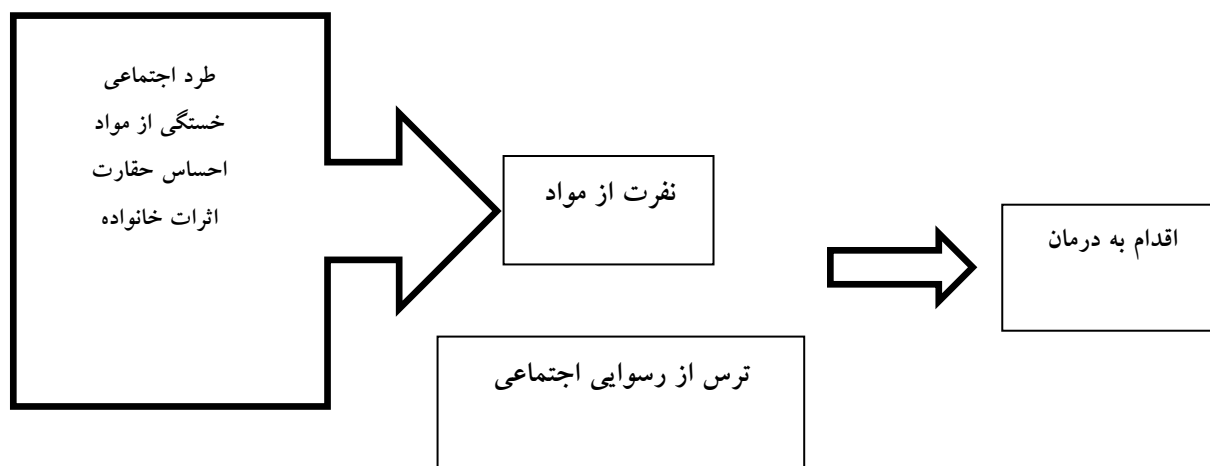 طرد اجتماعی
خستگی از مواد
احساس حقارت
اثرات خانواده
نفرت از مواد
ترس از رسوایی اجتماعی
اقدام به درمان